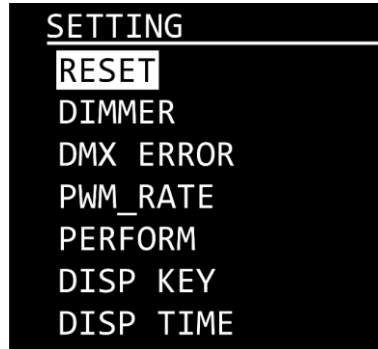 SETTING
RESET
DIMMER
DMX ERROR
PWM_RATE
PERFORM
DISP KEY
DISP TIME